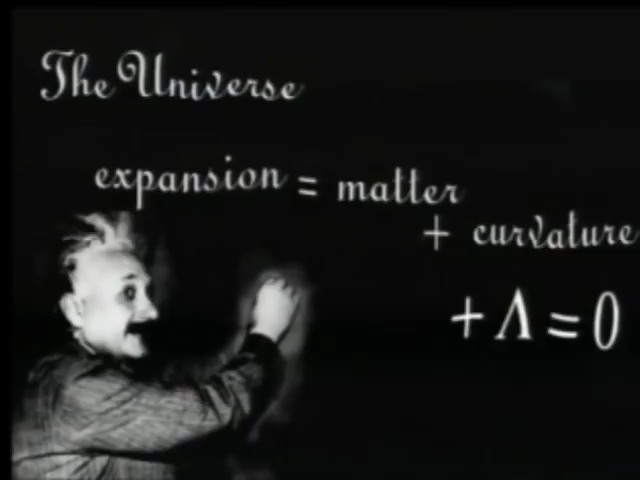 The Universe
expansion = matter
+ curvature
+ Λ = 0